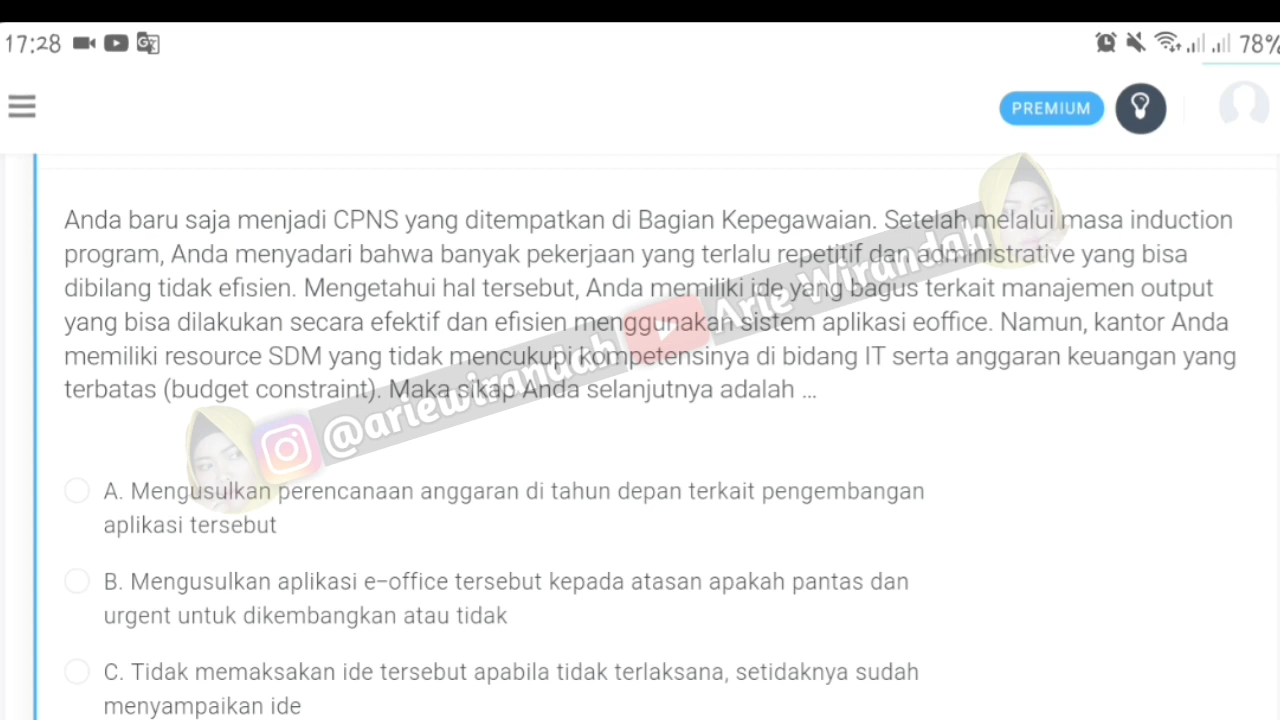 17:28
78%
PREMIUM
Anda baru saja menjadi CPNS yang ditempatkan di Bagian Kepegawaian. Setelah melalui masa induction
program, Anda menyadari bahwa banyak pekerjaan yang terlalu repetitif dan administrative yang bisa
dibilang tidak efisien. Mengetahui hal tersebut, Anda memiliki ide yang bagus terkait manajemen output
yang bisa dilakukan secara efektif dan efisien menggunakan sistem aplikasi eoffice. Namun, kantor Anda
memiliki resource SDM yang tidak mencukupi kompetensinya di bidang IT serta anggaran keuangan yang
terbatas (budget constraint). Maka sikap Anda selanjutnya adalah ...
@ariewirandah Arie Wirandah
A. Mengusulkan perencanaan anggaran di tahun depan terkait pengembangan
aplikasi tersebut
B. Mengusulkan aplikasi e-office tersebut kepada atasan apakah pantas dan
urgent untuk dikembangkan atau tidak
C. Tidak memaksakan ide tersebut apabila tidak terlaksana, setidaknya sudah
menyampaikan ide